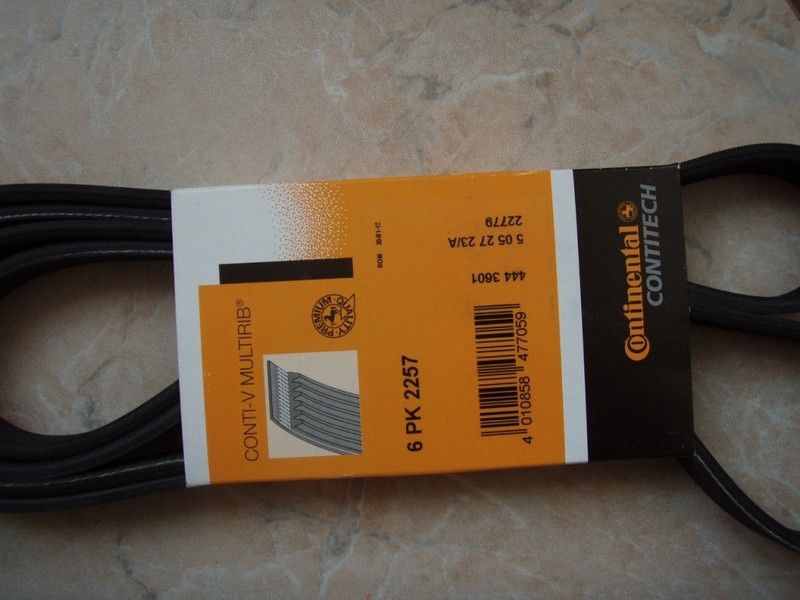 CONTI-V MULTIRIB®
PREMIUM · QUALITY ·
6 PK 2257
4 010858 477059
444 3601
5 05 27 23/A
22779
ROM
Continental
CONTITECH